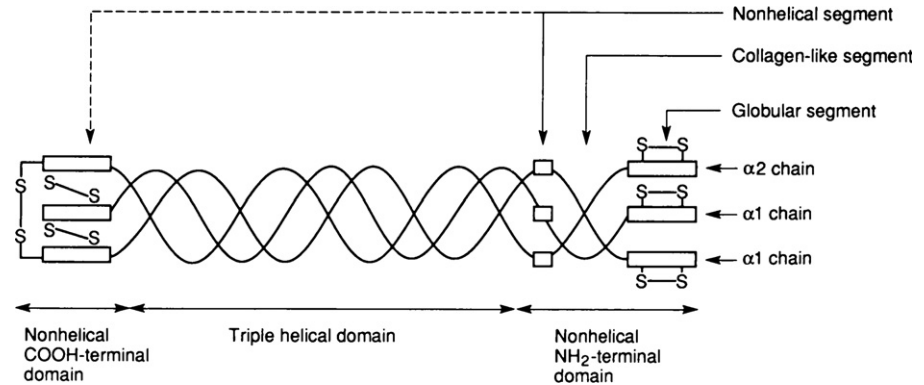 Nonhelical segment
Collagen-like segment
Globular segment
S S
α2 chain
S S
S S
α1 chain
S
S S
α1 chain
S S
Nonhelical
COOH-terminal
domain
Triple helical domain
Nonhelical
NH2-terminal
domain